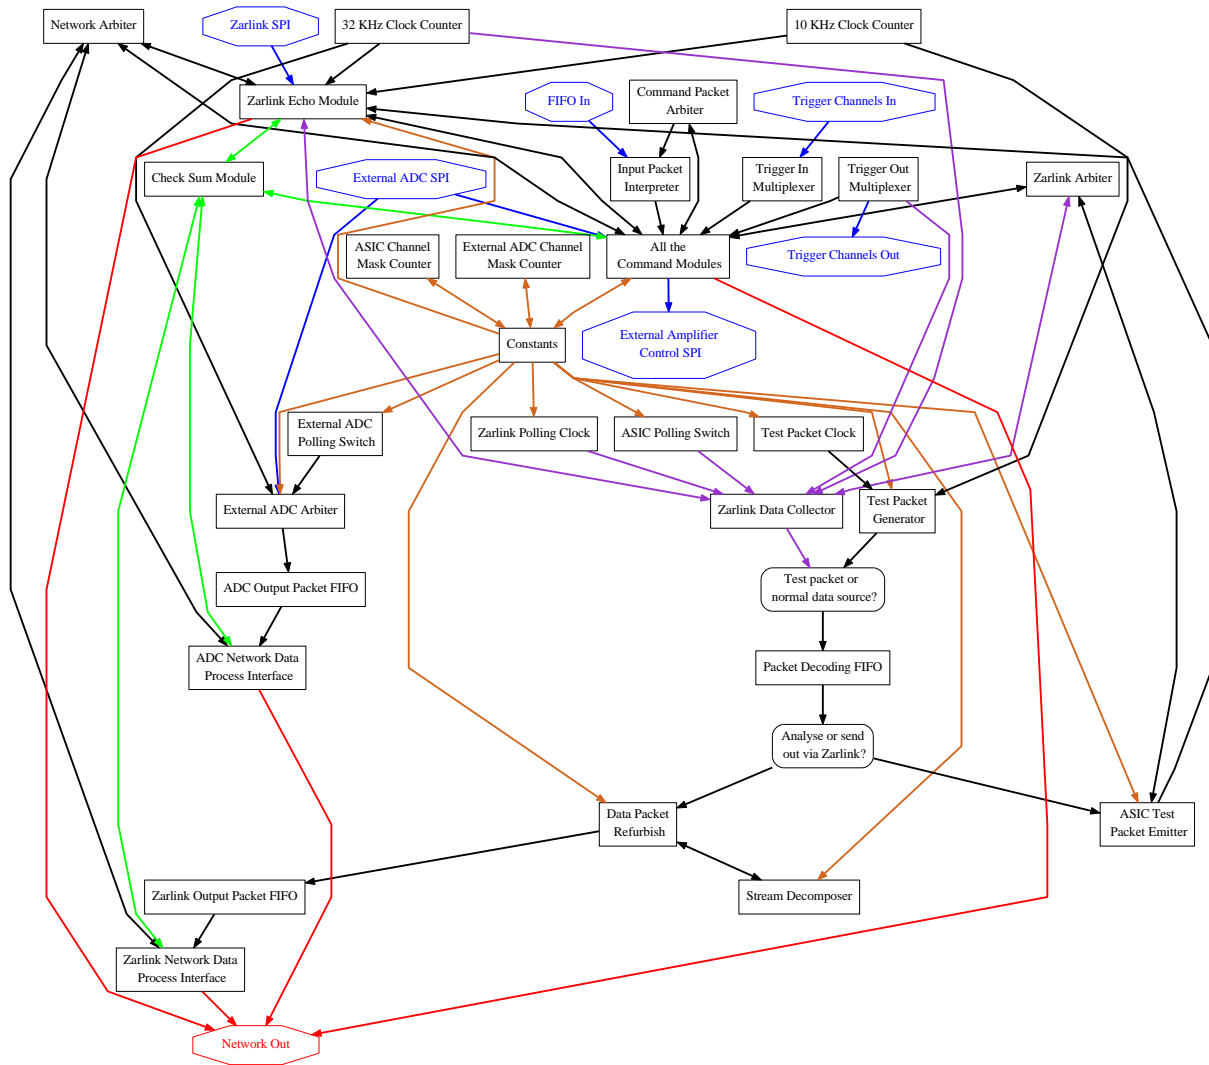 Network Arbiter
Zarlink SPI
32 KHz Clock Counter
10 KHz Clock Counter
Zarlink Echo Module
FIFO In
Command Packet
Arbiter
Trigger Channels In
Check Sum Module
External ADC SPI
Input Packet
Interpreter
Trigger In
Multiplexer
Trigger Out
Multiplexer
Zarlink Arbiter
ASIC Channel
Mask Counter
External ADC Channel
Mask Counter
All the
Command Modules
Trigger Channels Out
Constants
External Amplifier
Control SPI
External ADC
Polling Switch
Zarlink Polling Clock
ASIC Polling Switch
Test Packet Clock
External ADC Arbiter
Zarlink Data Collector
Test Packet
Generator
ADC Output Packet FIFO
Test packet or
normal data source?
ADC Network Data
Process Interface
Packet Decoding FIFO
Analyse or send
out via Zarlink?
Data Packet
Refurbish
ASIC Test
Packet Emitter
Zarlink Output Packet FIFO
Stream Decomposer
Zarlink Network Data
Process Interface
Network Out